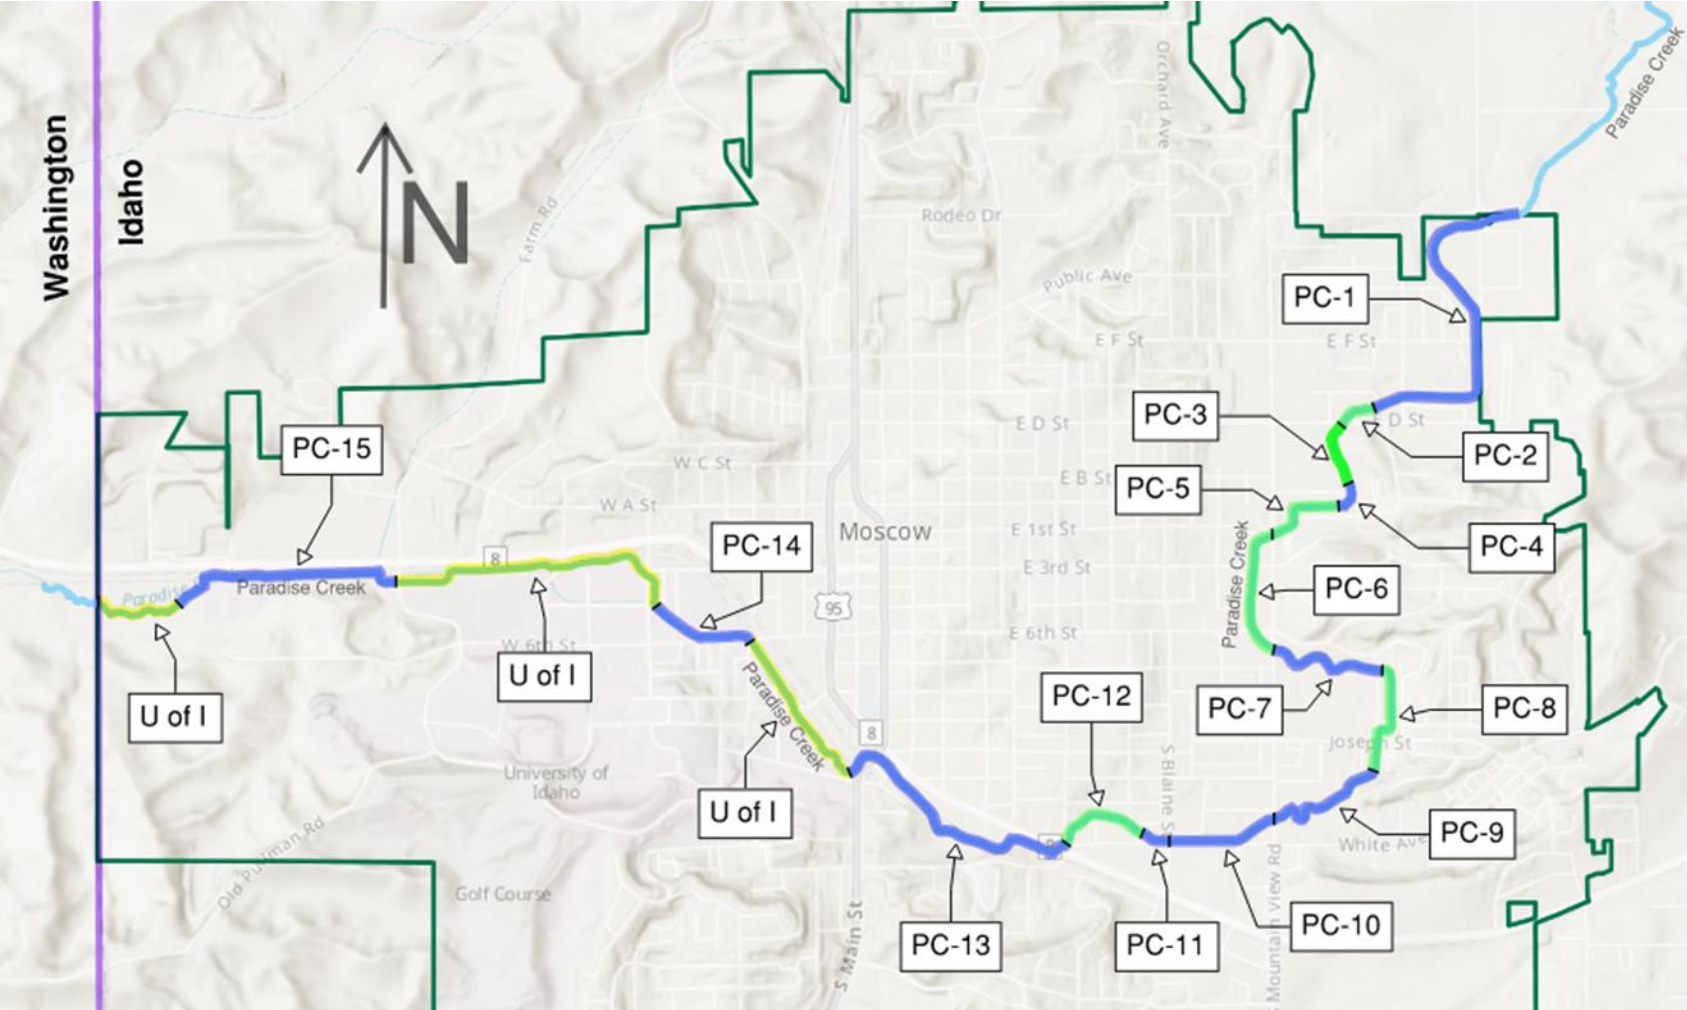 Washington
Idaho
N
Farm Rd
Orchard Ave
Paradise Creek
Rodeo Dr
Public Ave
PC-1
E F St
E F St
PC-3
E D St
E D St
PC-2
PC-15
W C St
E B St
PC-5
W A St
Moscow
E 1st St
PC-4
PC-14
8
E 3rd St
Paradise Creek
PC-6
Paradise
Paradise Creek
95
W 6th St
E 6th St
U of I
U of I
PC-12
PC-7
PC-8
Paradise Creek
8
Joseph St
University of
Idaho
U of I
S Blaine St
PC-9
White Ave
8
Old Pullman Rd
Golf Course
S Main St
PC-13
PC-11
PC-10
S Mountain View Rd